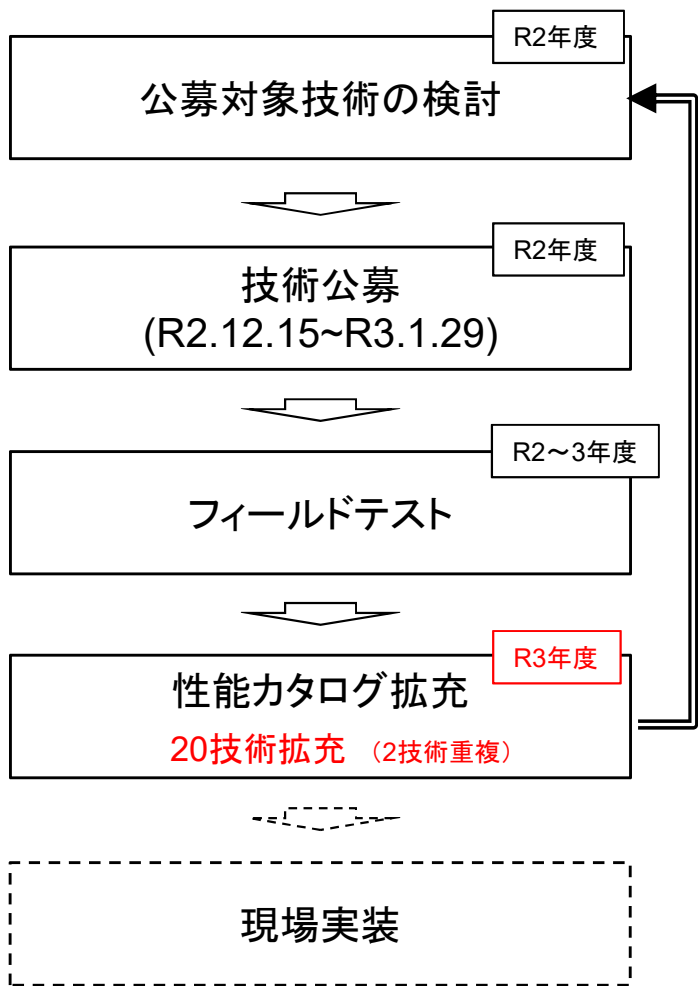 R2年度
公募対象技術の検討
R2年度
技術公募
(R2.12.15~R3.1.29)
R2～3年度
フィールドテスト
R3年度
性能カタログ拡充
20技術拡充 （2技術重複）
現場実装